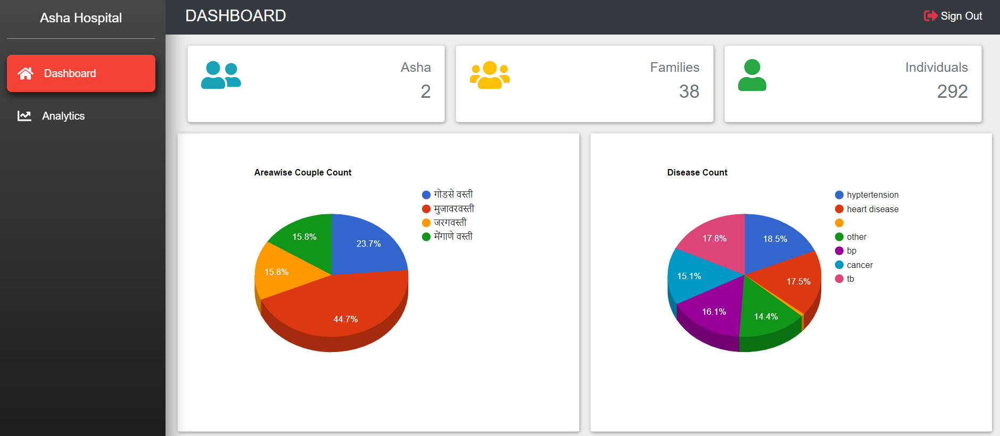 Asha Hospital
Dashboard
Analytics
DASHBOARD
Sign Out
Asha
2
Families
38
Individuals
292
Areawise Couple Count
गोडसे वस्ती
मुजावरवस्ती
जरगवस्ती
मेंगाणे वस्ती
15.8%
23.7%
15.8%
44.7%
Disease Count
hyptertension
heart disease
other
bp
cancer
tb
17.8%
18.5%
15.1%
17.5%
16.1%
14.4%